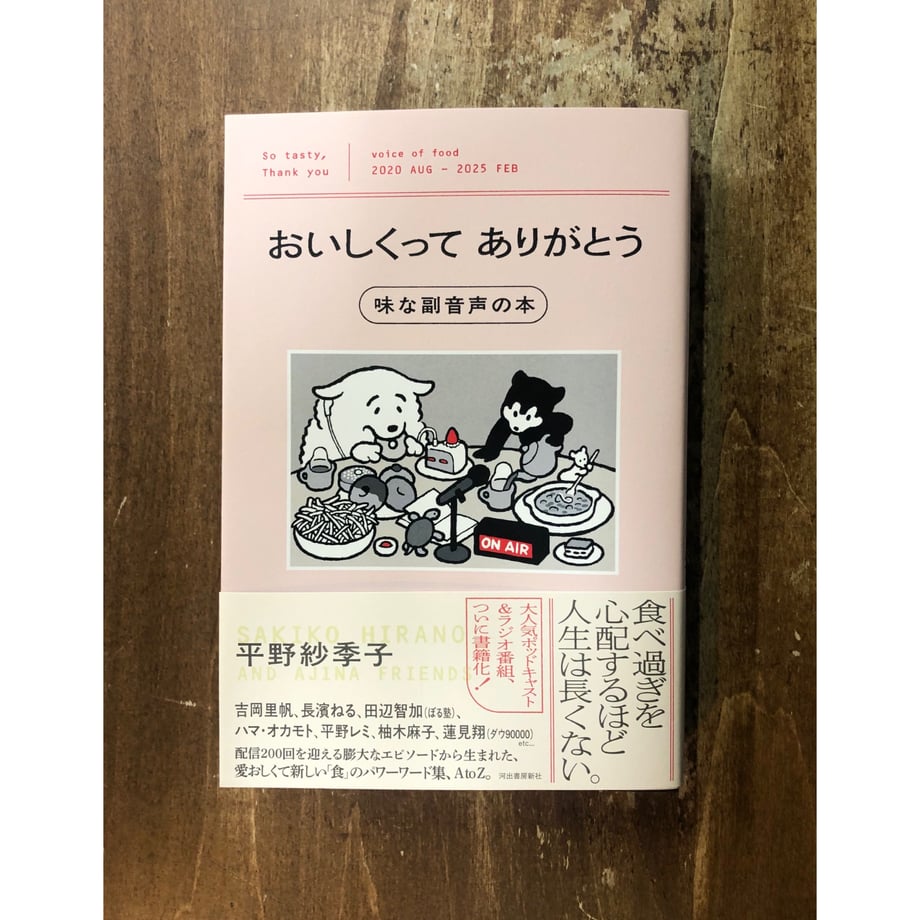 So tasty,
Thank you
voice of food
2020 AUG – 2025 FEB
おいしくって ありがとう
味な副音声の本
ON AIR
食べ過ぎを
心配するほど
人生は長くない。
大人気ポッドキャスト
&ラジオ番組、
ついに書籍化!
SAKIKO HIRANO
平野紗季子
AND AJINA FRIENDS
吉岡里帆、長濱ねる、田辺智加(ぼる塾)、
ハマ・オカモト、平野レミ、柚木麻子、蓮見翔(ダウ90000)
etc...
配信200回を迎える膨大なエピソードから生まれた、
愛おしくて新しい「食」のパワーワード集、A to Z。
河出書房新社